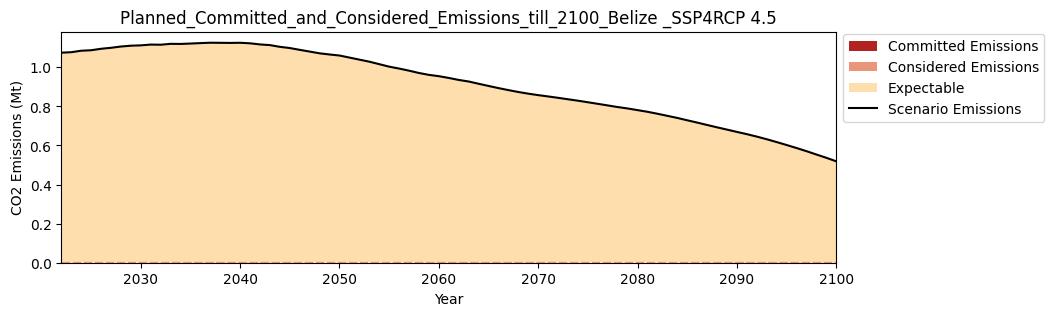 Planned_Committed_and_Considered_Emissions_till_2100_Belize _SSP4RCP 4.5
Committed Emissions
Considered Emissions
Expectable
Scenario Emissions
CO2 Emissions (Mt)
1.0
0.8
0.6
0.4
0.2
0.0
2030 2040 2050 2060 2070 2080 2090 2100
Year